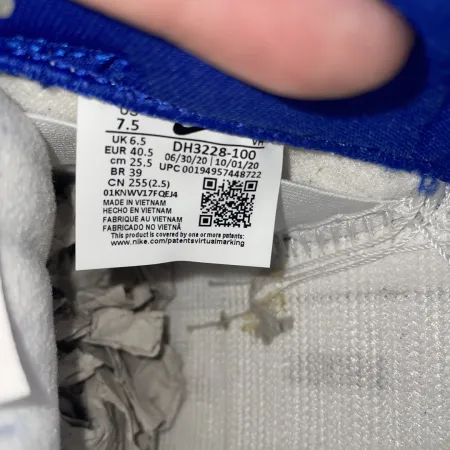 US
7.5
UK 6.5
EUR 40.5
cm 25.5
BR 39
CN 255(2.5)
VN
DH3228-100
06/30/20 | 10/01/20
UPC 00194957448722
01KNWV17FQEJ4
MADE IN VIETNAM
HECHO EN VIETNAM
FABRIQUE AU VIETNAM
FABRICADO NO VIETNÃ
This product is covered by one or more patents:
www.nike.com/patentsvirtualmarking